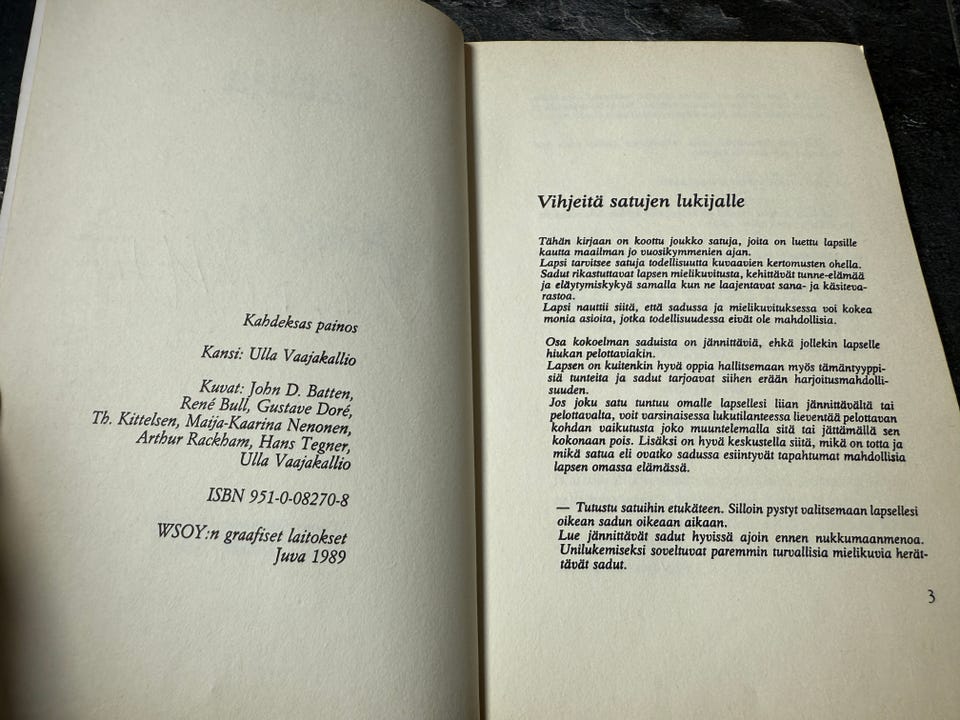 Kahdeksas painos
Kansi: Ulla Vaajakallio
Kuvat: John D. Batten,
René Bull, Gustave Doré,
Th. Kittelsen, Maija-Kaarina Nenonen,
Arthur Rackham, Hans Tegner,
Ulla Vaajakallio
ISBN 951-0-08270-8
WSOY:n graafiset laitokset
Juva 1989
Vihjeitä satujen lukijalle
Tähän kirjaan on koottu joukko satuja, joita on luettu lapsille
kautta maailman jo vuosikymmenien ajan.
Lapsi tarvitsee satuja todellisuutta kuvaavien kertomusten ohella.
Sadut rikastuttavat lapsen mielikuvitusta, kehittävät tunne-elämää
ja eläytymiskykyä samalla kun ne laajentavat sana- ja käsiteva-
rastoa.
Lapsi nauttii siitä, että sadussa ja mielikuvituksessa voi kokea
monia asioita, jotka todellisuudessa eivät ole mahdollisia.
Osa kokoelman saduista on jännittäviä, ehkä jollekin lapselle
hiukan pelottaviakin.
Lapsen on kuitenkin hyvä oppia hallitsemaan myös tämäntyyppi-
siä tunteita ja sadut tarjoavat siihen erään harjoitusmahdolli-
suuden.
Jos joku satu tuntuu omalle lapsellesi liian jännittävältä tai
pelottavalta, voit varsinaisessa lukutilanteessa lieventää pelottavan
kohdan vaikutusta joko muuntelemalla sitä tai jättämällä sen
kokonaan pois. Lisäksi on hyvä keskustella siitä, mikä on totta ja
mikä satua eli ovatko sadussa esiintyvät tapahtumat mahdollisia
lapsen omassa elämässä.
— Tutustu satuihin etukäteen. Silloin pystyt valitsemaan lapsellesi
oikean sadun oikeaan aikaan.
Lue jännittävät sadut hyvissä ajoin ennen nukkumaanmenoa.
Unilukemiseksi soveltuvat paremmin turvallisia mielikuvia herät-
tävät sadut.
3